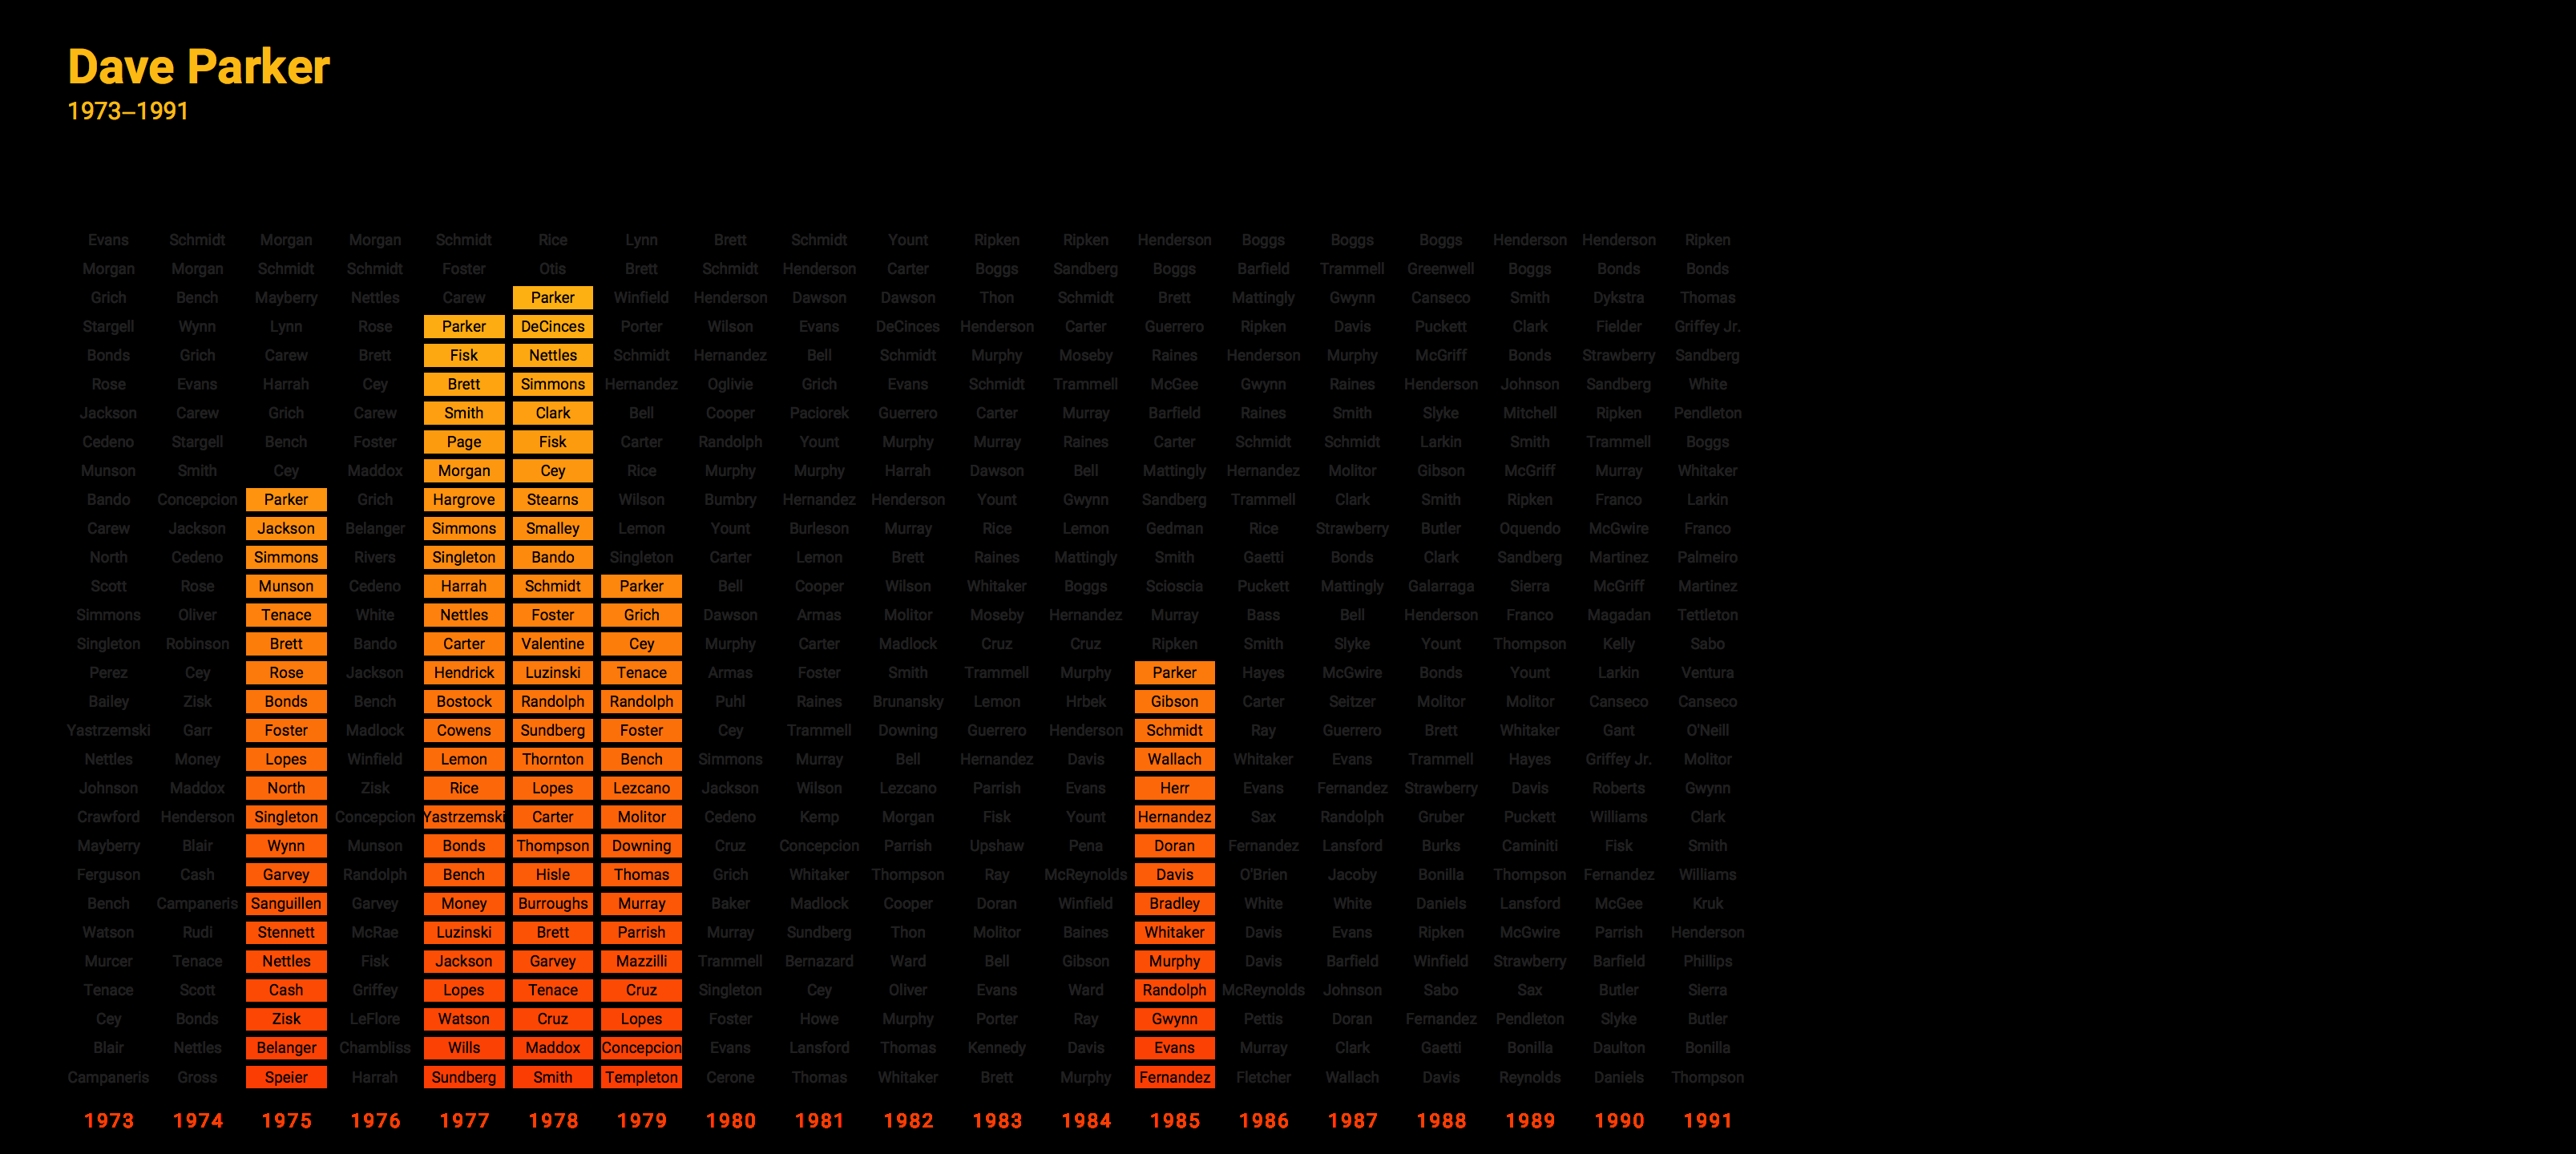 Dave Parker
1973–1991
Evans Schmidt Morgan Morgan Schmidt Rice Lynn Brett Schmidt Yount Ripken Ripken Henderson Boggs Boggs Boggs Henderson Henderson Ripken
Morgan Morgan Schmidt Schmidt Foster Otis Brett Schmidt Henderson Carter Boggs Sandberg Boggs Barfield Trammell Greenwell Boggs Bonds Bonds
Grich Bench Mayberry Nettles Carew Parker Winfield Henderson Dawson Dawson Thon Schmidt Brett Mattingly Gwynn Canseco Smith Dykstra Thomas
Stargell Wynn Lynn Rose Parker DeCinces Porter Wilson Evans DeCinces Henderson Carter Guerrero Ripken Davis Puckett Clark Fielder Griffey Jr.
Bonds Grich Carew Brett Fisk Nettles Schmidt Hernandez Bell Schmidt Murphy Moseby Raines Henderson Murphy McGriff Bonds Strawberry Sandberg
Rose Evans Harrah Cey Brett Simmons Hernandez Oglivie Grich Evans Schmidt Trammell McGee Gwynn Raines Henderson Johnson Sandberg White
Jackson Carew Grich Carew Smith Clark Bell Cooper Paciorek Guerrero Carter Murray Barfield Raines Smith Slyke Mitchell Ripken Pendleton
Cedeno Stargell Bench Foster Page Fisk Carter Randolph Yount Murphy Murray Raines Carter Schmidt Schmidt Larkin Smith Trammell Boggs
Munson Smith Cey Maddox Morgan Cey Rice Murphy Murphy Harrah Dawson Bell Mattingly Hernandez Molitor Gibson McGriff Murray Whitaker
Bando Concepcion Parker Grich Hargrove Stearns Wilson Bumbry Hernandez Henderson Yount Gwynn Sandberg Trammell Clark Smith Ripken Franco Larkin
Carew Jackson Jackson Belanger Simmons Smalley Lemon Yount Burleson Murray Rice Lemon Gedman Rice Strawberry Butler Oquendo McGwire Franco
North Cedeno Simmons Rivers Singleton Bando Singleton Carter Lemon Brett Raines Mattingly Smith Gaetti Bonds Clark Sandberg Martinez Palmeiro
Scott Rose Munson Cedeno Harrah Schmidt Parker Bell Cooper Wilson Whitaker Boggs Scioscia Puckett Mattingly Galarraga Sierra McGriff Martinez
Simmons Oliver Tenace White Nettles Foster Grich Dawson Armas Molitor Moseby Hernandez Murray Bass Bell Henderson Franco Magadan Tettleton
Singleton Robinson Brett Bando Carter Valentine Cey Murphy Carter Madlock Cruz Cruz Ripken Smith Slyke Yount Thompson Kelly Sabo
Perez Cey Rose Jackson Hendrick Luzinski Tenace Armas Foster Smith Trammell Murphy Parker Hayes McGwire Bonds Yount Larkin Ventura
Bailey Zisk Bonds Bench Bostock Randolph Randolph Puhl Raines Brunansky Lemon Hrbek Gibson Carter Seitzer Molitor Molitor Canseco Canseco
Yastrzemski Garr Foster Madlock Cowens Sundberg Foster Cey Trammell Downing Guerrero Henderson Schmidt Ray Guerrero Brett Whitaker Gant O'Neill
Nettles Money Lopes Winfield Lemon Thornton Bench Simmons Murray Bell Hernandez Davis Wallach Whitaker Evans Trammell Hayes Griffey Jr. Molitor
Johnson Maddox North Zisk Rice Lopes Lezcano Jackson Wilson Lezcano Parrish Evans Herr Evans Fernandez Strawberry Davis Roberts Gwynn
Crawford Henderson Singleton Concepcion Yastrzemski Carter Molitor Cedeno Kemp Morgan Fisk Yount Hernandez Sax Randolph Gruber Puckett Williams Clark
Mayberry Blair Wynn Munson Bonds Thompson Downing Cruz Concepcion Parrish Upshaw Pena Doran Fernandez Lansford Burks Caminiti Fisk Smith
Ferguson Cash Garvey Randolph Bench Hisle Thomas Grich Whitaker Thompson Ray McReynolds Davis O'Brien Jacoby Bonilla Thompson Fernandez Williams
Bench Campaneris Sanguillen Garvey Money Burroughs Murray Baker Madlock Cooper Doran Winfield Bradley White White Daniels Lansford McGee Kruk
Watson Rudi Stennett McRae Luzinski Brett Parrish Murray Sundberg Thon Molitor Baines Whitaker Davis Evans Ripken McGwire Parrish Henderson
Murcer Tenace Nettles Fisk Jackson Garvey Mazzilli Trammell Bernazard Ward Bell Gibson Murphy Davis Barfield Winfield Strawberry Barfield Phillips
Tenace Scott Cash Griffey Lopes Tenace Cruz Singleton Cey Oliver Evans Ward Randolph McReynolds Johnson Sabo Sax Butler Sierra
Cey Bonds Zisk LeFlore Watson Cruz Lopes Foster Howe Murphy Porter Ray Gwynn Pettis Doran Fernandez Pendleton Slyke Butler
Blair Nettles Belanger Chambliss Wills Maddox Concepcion Evans Lansford Thomas Kennedy Davis Evans Murray Clark Gaetti Bonilla Daulton Bonilla
Campaneris Gross Speier Harrah Sundberg Smith Templeton Cerone Thomas Whitaker Brett Murphy Fernandez Fletcher Wallach Davis Reynolds Daniels Thompson
1973 1974 1975 1976 1977 1978 1979 1980 1981 1982 1983 1984 1985 1986 1987 1988 1989 1990 1991